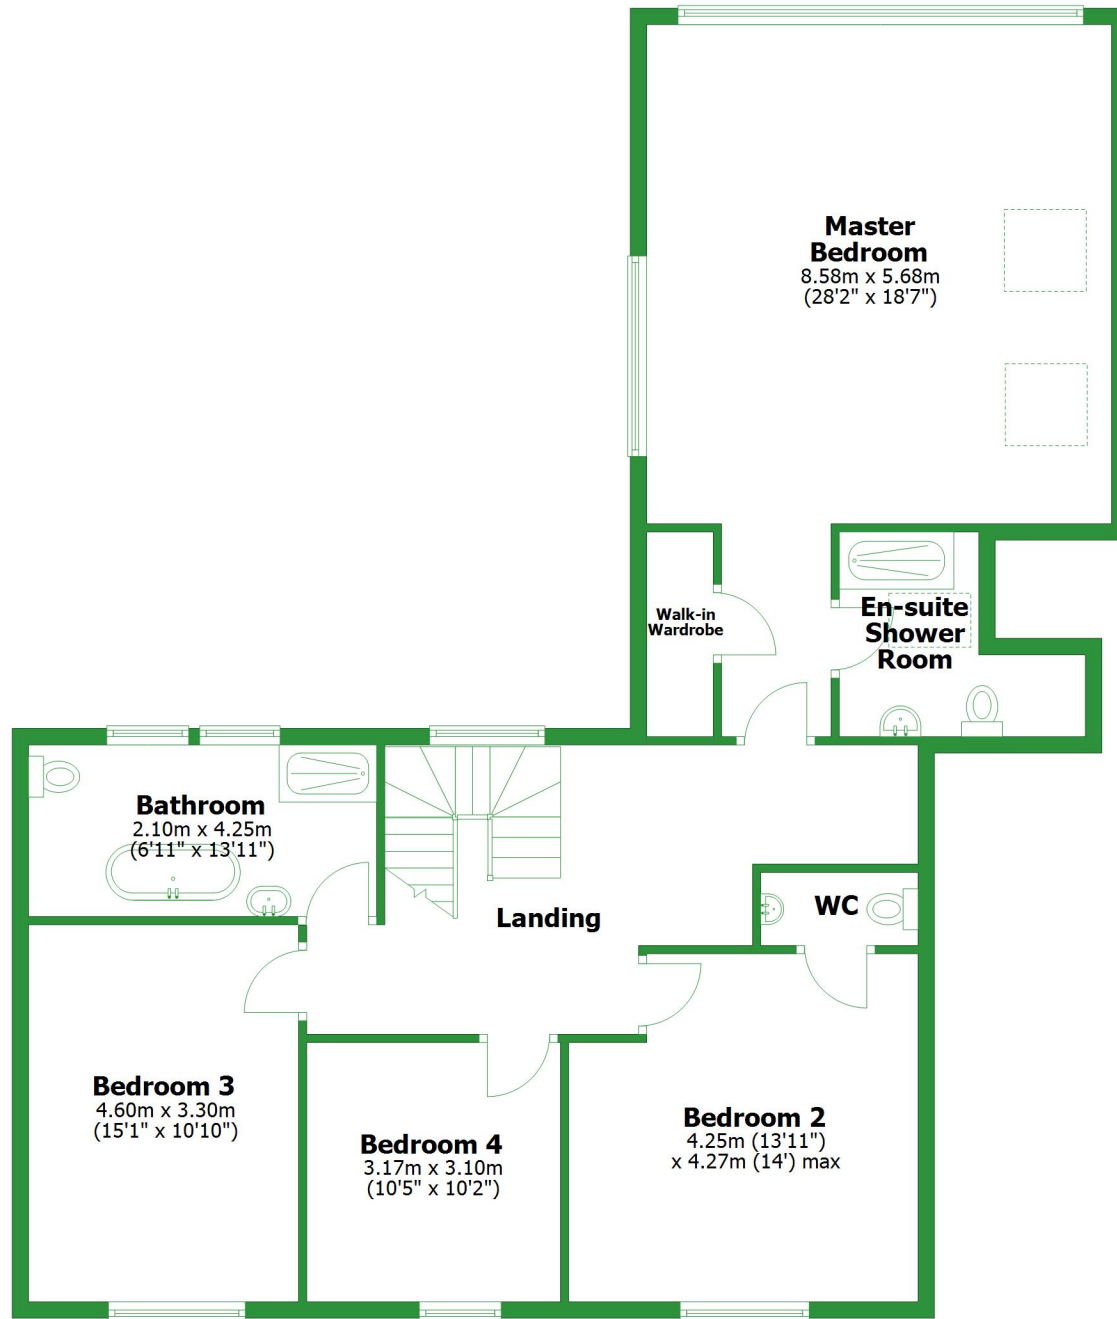 Master
Bedroom
8.58m x 5.68m
(28'2" x 18'7")
Walk-in
Wardrobe
En-suite
Shower
Room
Bathroom
2.10m x 4.25m
(6'11" x 13'11")
Landing
WC
Bedroom 3
4.60m x 3.30m
(15'1" x 10'10")
Bedroom 4
3.17m x 3.10m
(10'5" x 10'2")
Bedroom 2
4.25m (13'11")
x 4.27m (14') max